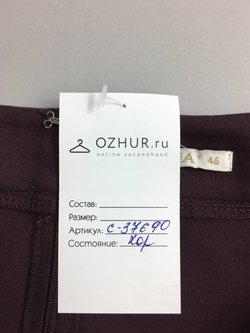 OZHUR.ru
online secondhand
A 46
Состав:
Размер:
Артикул: с-37690
Состояние: хор